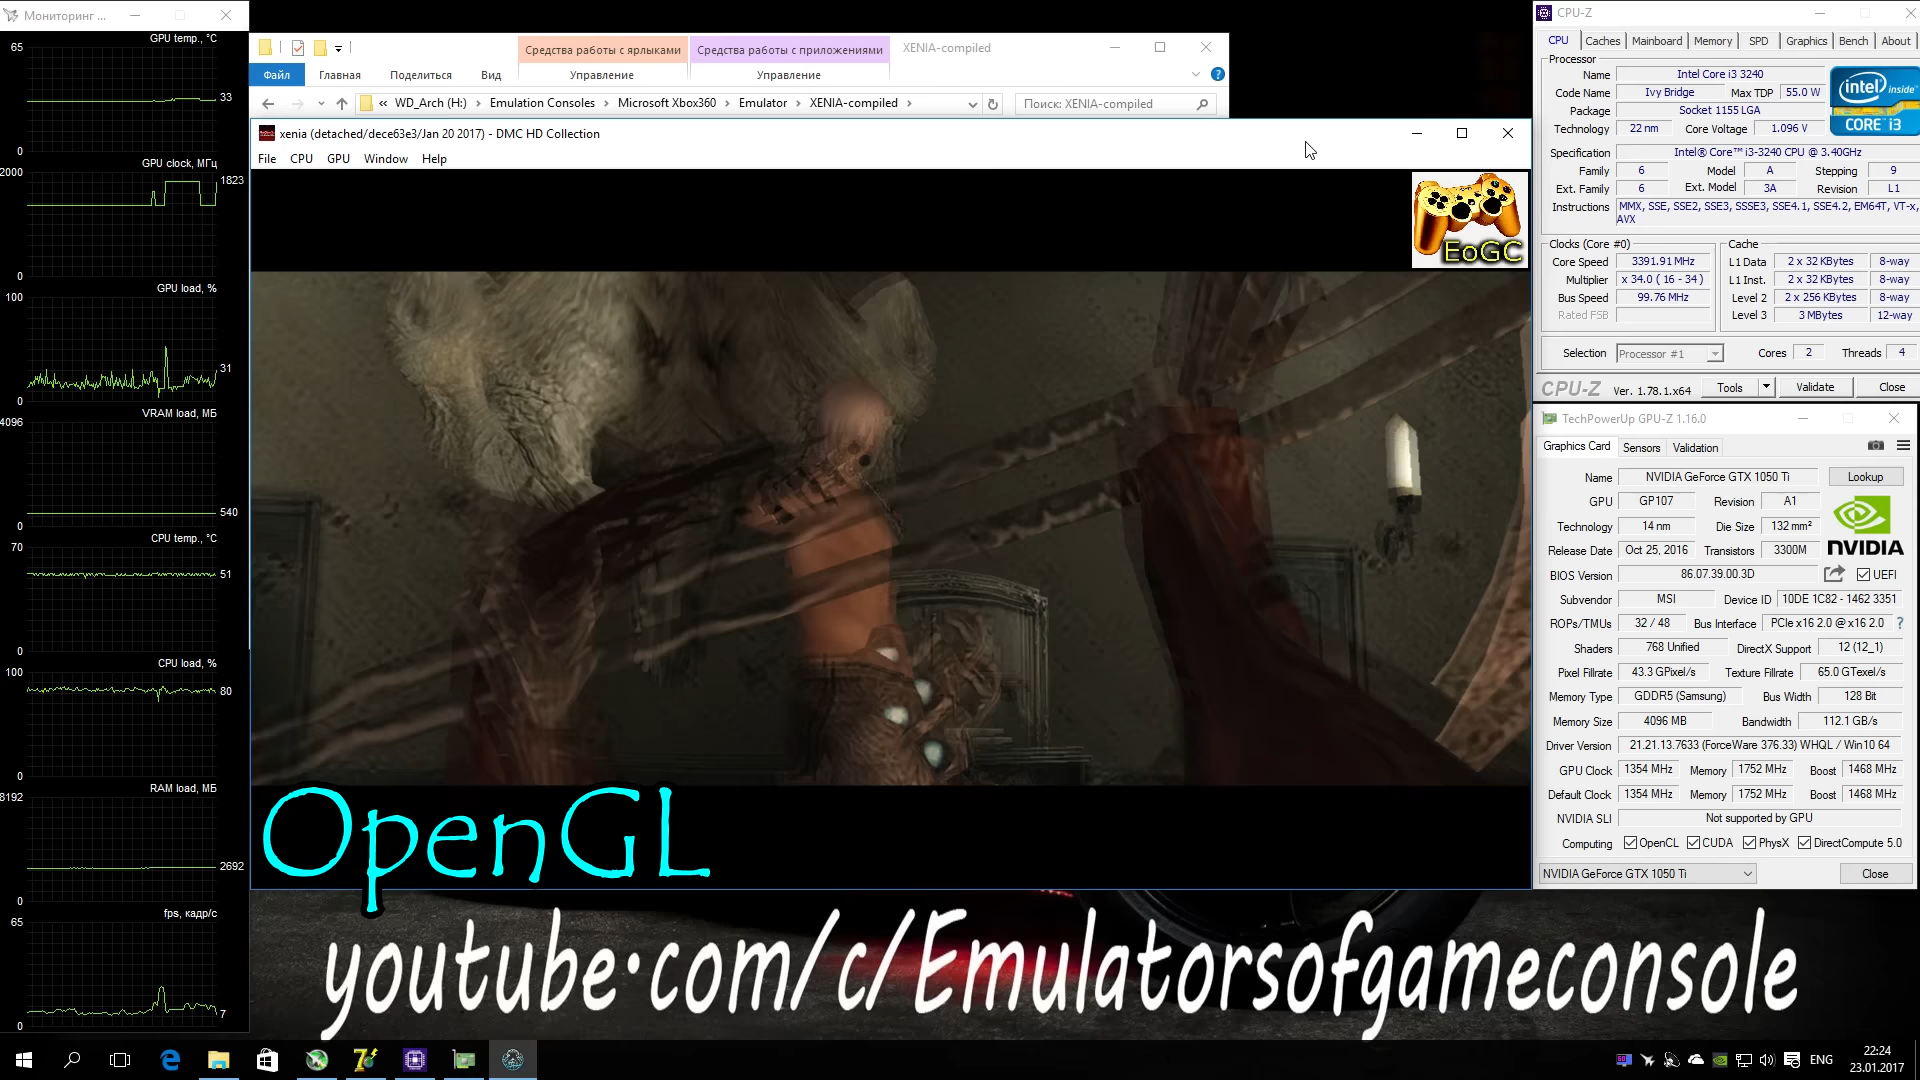 Мониторинг ...
GPU temp., °C
65
33
0
GPU clock, МГц
2000
1823
0
GPU load, %
100
31
0
VRAM load, МБ
4096
540
0
CPU temp., °C
70
51
0
CPU load, %
100
80
0
RAM load, МБ
8192
2692
0
fps, кадр/с
65
7
0
Средства работы с ярлыками
Средства работы с приложениями
XENIA-compiled
Файл
Главная
Поделиться
Вид
Управление
Управление
« WD_Arch (H:) › Emulation Consoles › Microsoft Xbox360 › Emulator › XENIA-compiled ›
Поиск: XENIA-compiled
xenia (detached/dece63e3/Jan 20 2017) - DMC HD Collection
File CPU GPU Window Help
EoGC
OpenGL
youtube.com/c/Emulatorsofgameconsole
CPU-Z
CPU Caches Mainboard Memory SPD Graphics Bench About
Processor
Name Intel Core i3 3240
Code Name Ivy Bridge Max TDP 55.0 W
Package Socket 1155 LGA
Technology 22 nm Core Voltage 1.096 V
intel inside™
CORE™ i3
Specification Intel® Core™ i3-3240 CPU @ 3.40GHz
Family 6 Model A Stepping 9
Ext. Family 6 Ext. Model 3A Revision L1
Instructions MMX, SSE, SSE2, SSE3, SSSE3, SSE4.1, SSE4.2, EM64T, VT-x,
AVX
Clocks (Core #0)
Core Speed 3391.91 MHz
Multiplier x 34.0 ( 16 - 34 )
Bus Speed 99.76 MHz
Rated FSB
Cache
L1 Data 2 x 32 KBytes 8-way
L1 Inst. 2 x 32 KBytes 8-way
Level 2 2 x 256 KBytes 8-way
Level 3 3 MBytes 12-way
Selection Processor #1 Cores 2 Threads 4
CPU-Z Ver. 1.78.1.x64 Tools Validate Close
TechPowerUp GPU-Z 1.16.0
Graphics Card Sensors Validation
Name NVIDIA GeForce GTX 1050 Ti Lookup
GPU GP107 Revision A1
Technology 14 nm Die Size 132 mm²
Release Date Oct 25, 2016 Transistors 3300M
NVIDIA
BIOS Version 86.07.39.00.3D UEFI
Subvendor MSI Device ID 10DE 1C82 - 1462 3351
ROPs/TMUs 32 / 48 Bus Interface PCIe x16 2.0 @ x16 2.0 ?
Shaders 768 Unified DirectX Support 12 (12_1)
Pixel Fillrate 43.3 GPixel/s Texture Fillrate 65.0 GTexel/s
Memory Type GDDR5 (Samsung) Bus Width 128 Bit
Memory Size 4096 MB Bandwidth 112.1 GB/s
Driver Version 21.21.13.7633 (ForceWare 376.33) WHQL / Win10 64
GPU Clock 1354 MHz Memory 1752 MHz Boost 1468 MHz
Default Clock 1354 MHz Memory 1752 MHz Boost 1468 MHz
NVIDIA SLI Not supported by GPU
Computing OpenCL CUDA PhysX DirectCompute 5.0
NVIDIA GeForce GTX 1050 Ti Close
ENG
22:24
23.01.2017